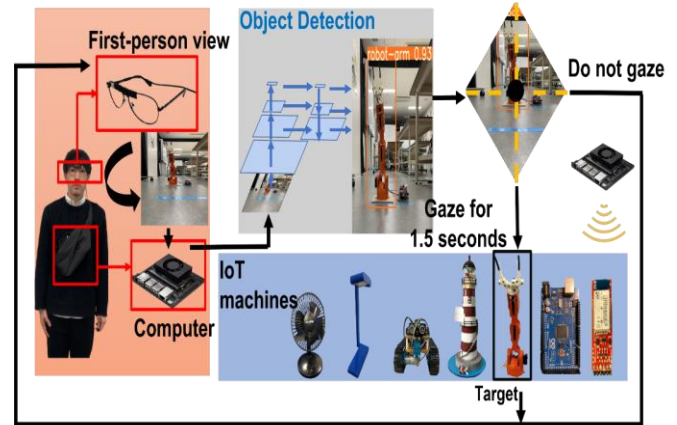 First-person view
Computer
Object Detection
robot-arm 0.93
Do not gaze
Gaze for
1.5 seconds
IoT
machines
Target